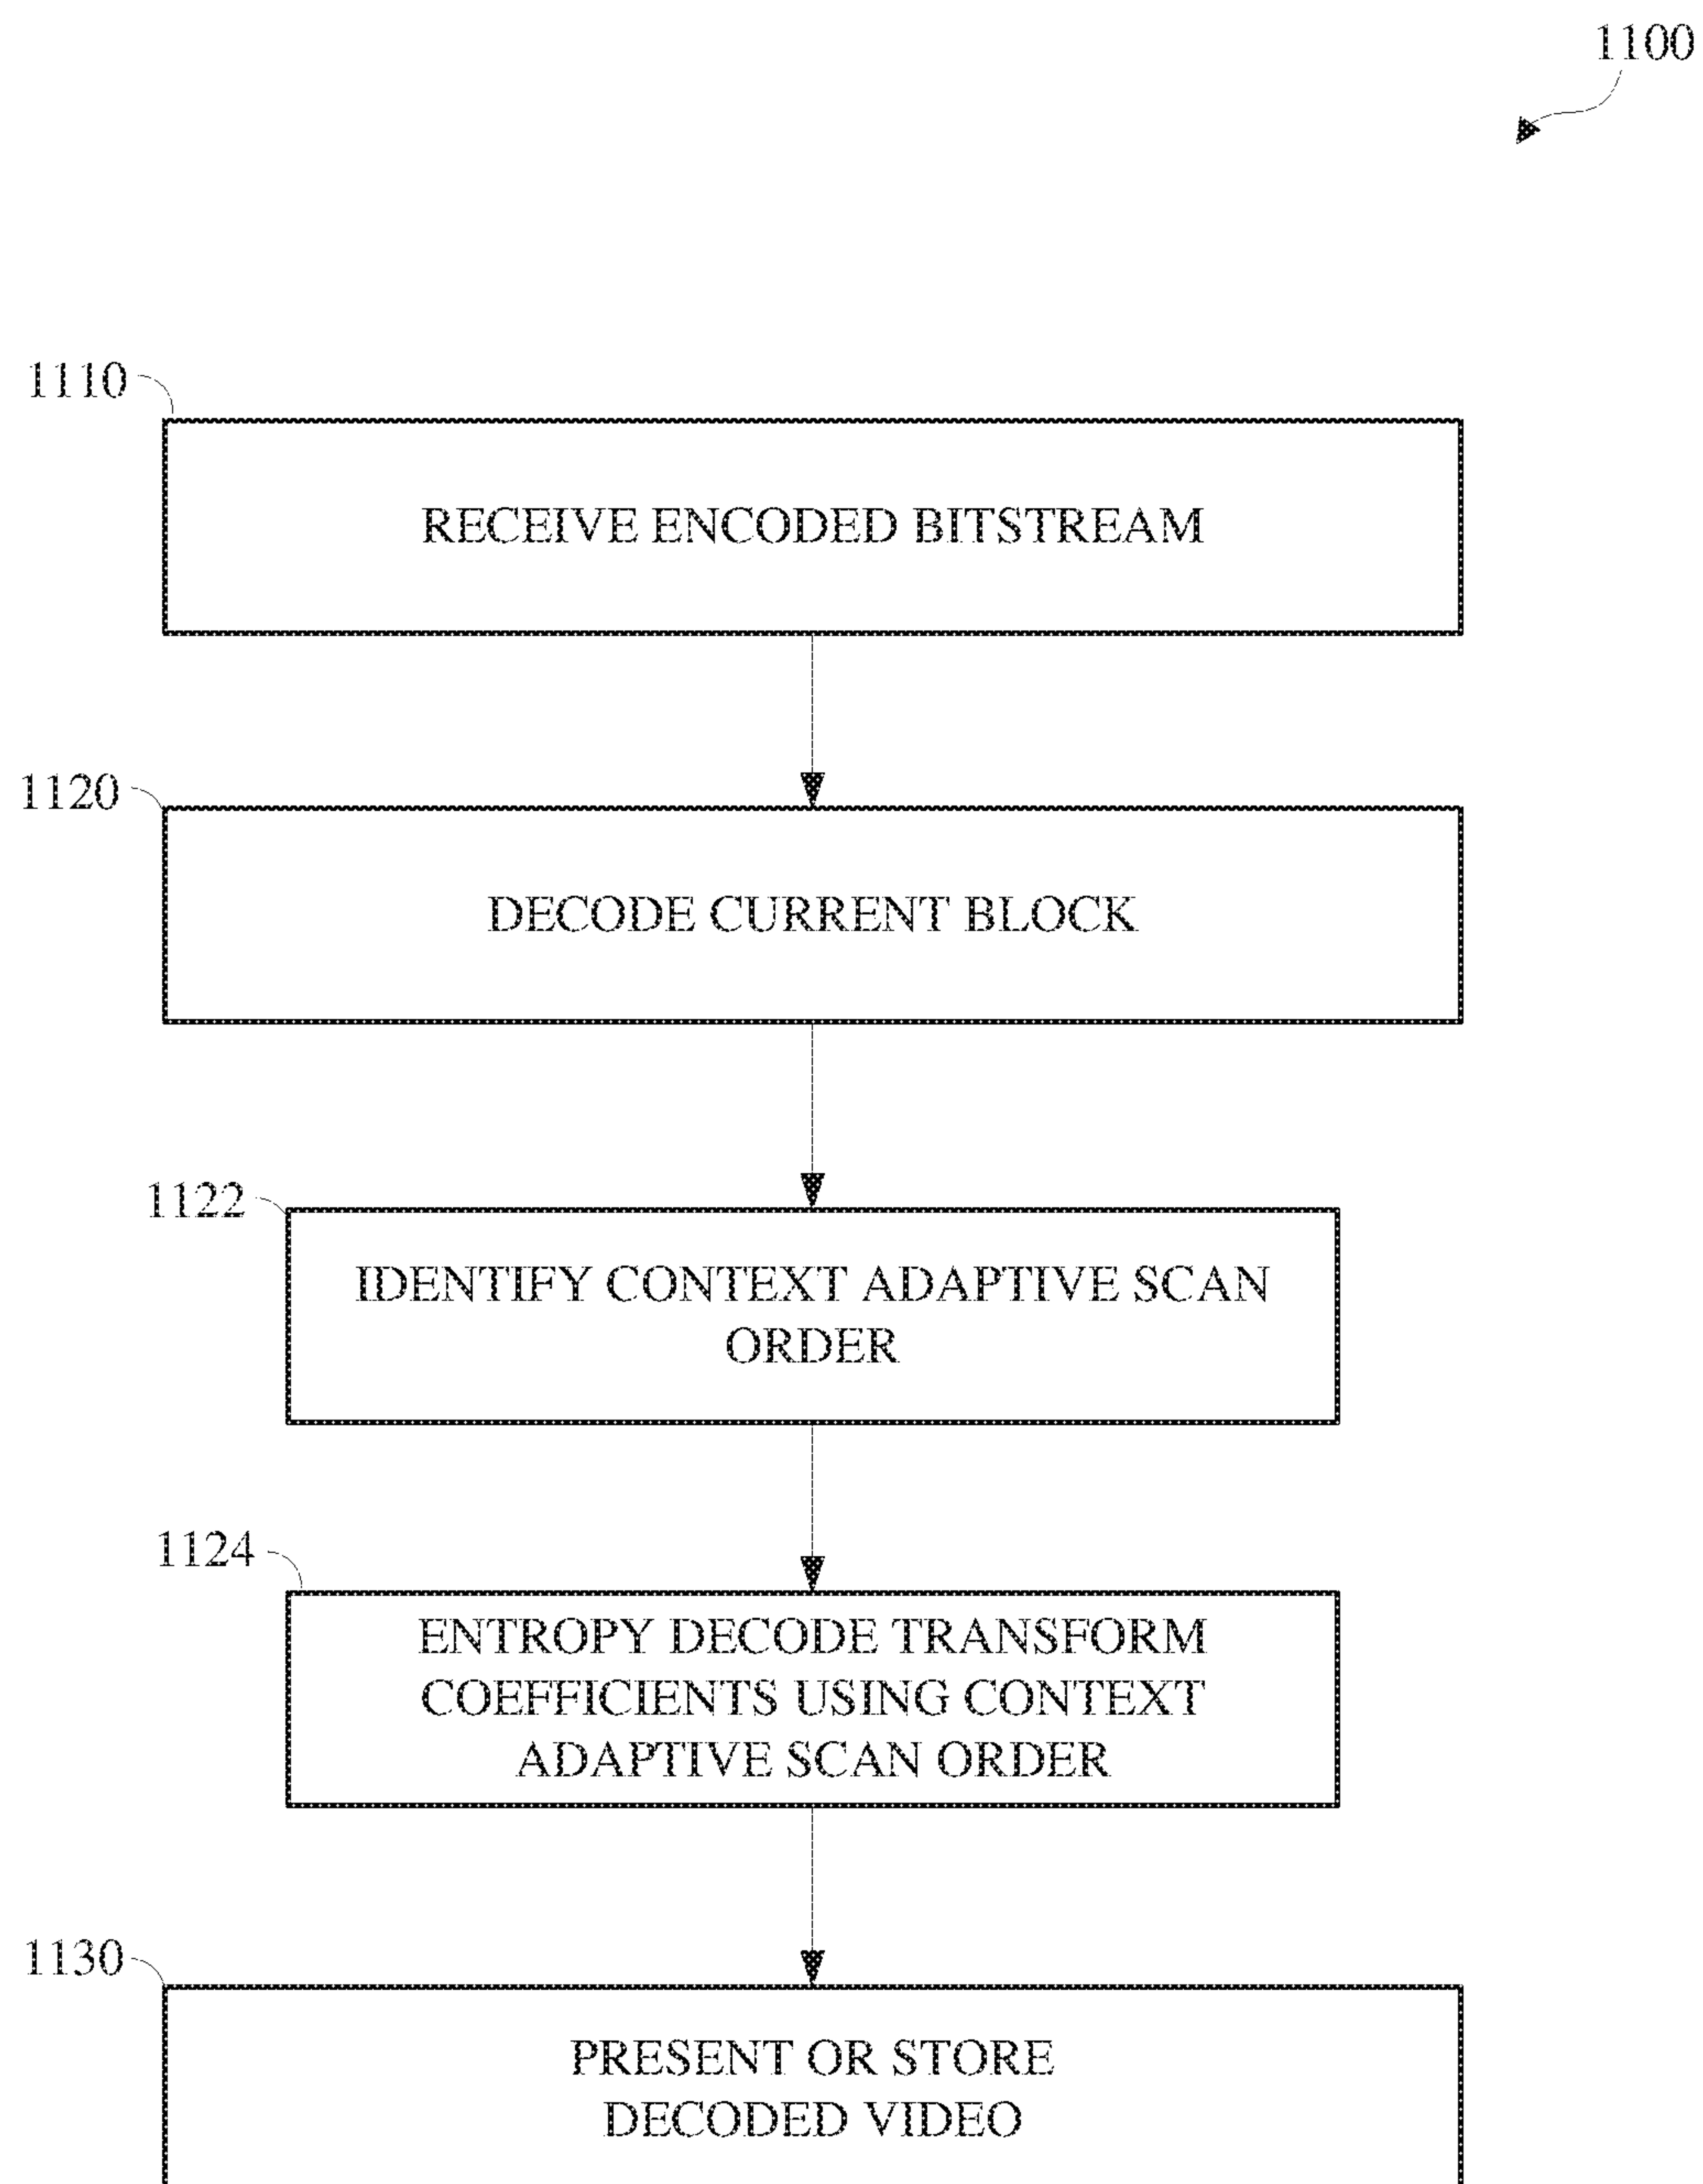 1100
1110
RECEIVE ENCODED BITSTREAM
1120
DECODE CURRENT BLOCK
1122
IDENTIFY CONTEXT ADAPTIVE SCAN
ORDER
1124
ENTROPY DECODE TRANSFORM
COEFFICIENTS USING CONTEXT
ADAPTIVE SCAN ORDER
1130
PRESENT OR STORE
DECODED VIDEO